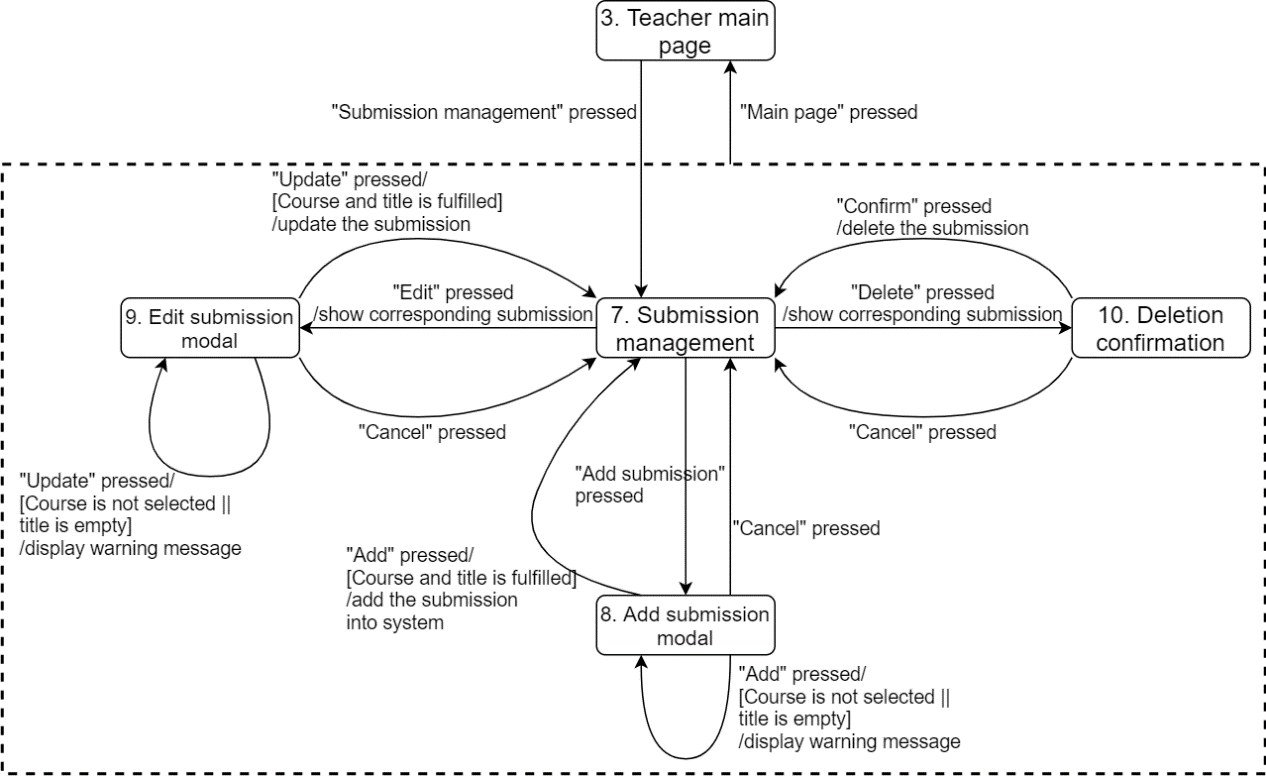 3. Teacher main
page
"Submission management" pressed
"Main page" pressed
"Update" pressed/
[Course and title is fulfilled]
/update the submission
"Confirm" pressed
/delete the submission
"Edit" pressed
/show corresponding submission
"Delete" pressed
/show corresponding submission
9. Edit submission
modal
7. Submission
management
10. Deletion
confirmation
"Cancel" pressed
"Cancel" pressed
"Update" pressed/
[Course is not selected ||
title is empty]
/display warning message
"Add submission"
pressed
"Cancel" pressed
"Add" pressed/
[Course and title is fulfilled]
/add the submission
into system
8. Add submission
modal
"Add" pressed/
[Course is not selected ||
title is empty]
/display warning message